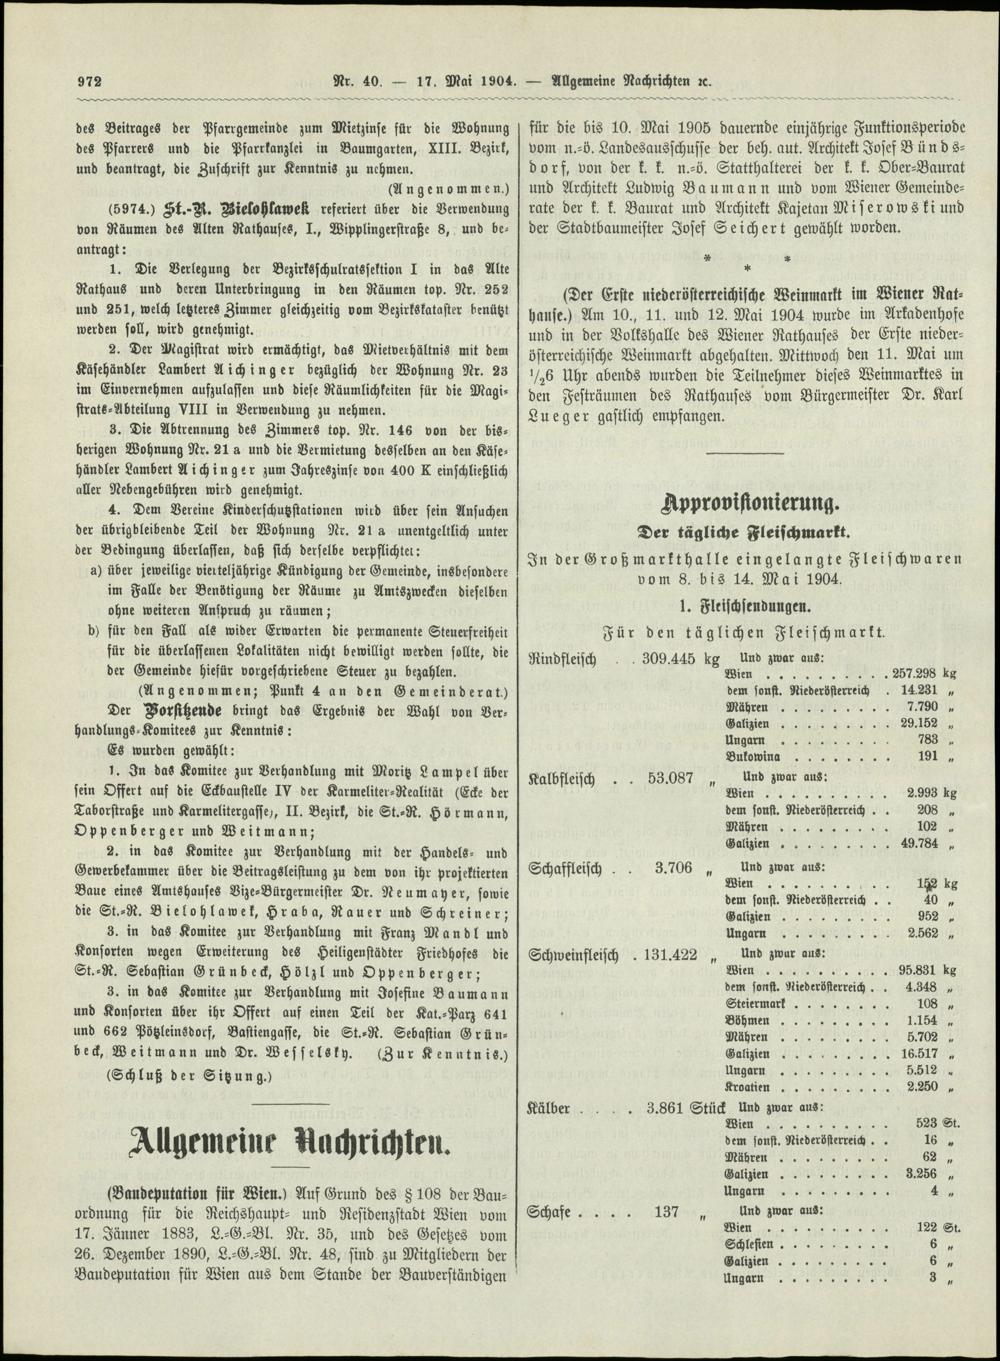 972
Nr. 40. — 17. Mai 1904. — Allgemeine Nachrichten ꝛc.
des Beitrages der Pfarrgemeinde zum Mietzinse für die Wohnung
des Pfarrers und die Pfarrkanzlei in Baumgarten, XIII. Bezirk,
und beantragt, die Zuschrift zur Kenntnis zu nehmen.
(Angenommen.)
(5974.) St.-R. Bielohlawek referiert über die Verwendung
von Räumen des Alten Rathauses, I., Wipplingerstraße 8, und be-
antragt:
1. Die Verlegung der Bezirksschulratssektion I in das Alte
Rathaus und deren Unterbringung in den Räumen top. Nr. 252
und 251, welch letzteres Zimmer gleichzeitig vom Bezirkskataster benützt
werden soll, wird genehmigt.
2. Der Magistrat wird ermächtigt, das Mietverhältnis mit dem
Käsehändler Lambert Aichinger bezüglich der Wohnung Nr. 23
im Einvernehmen aufzulassen und diese Räumlichkeiten für die Magi-
strats-Abteilung VIII in Verwendung zu nehmen.
3. Die Abtrennung des Zimmers top. Nr. 146 von der bis-
herigen Wohnung Nr. 21 a und die Vermietung desselben an den Käse-
händler Lambert Aichinger zum Jahreszinse von 400 K einschließlich
aller Nebengebühren wird genehmigt.
4. Dem Vereine Kinderschutzstationen wird über sein Ansuchen
der übrigbleibende Teil der Wohnung Nr. 21 a unentgeltlich unter
der Bedingung überlassen, daß sich derselbe verpflichtet:
a) über jeweilige vierteljährige Kündigung der Gemeinde, insbesondere
im Falle der Benötigung der Räume zu Amtszwecken dieselben
ohne weiteren Anspruch zu räumen;
b) für den Fall als wider Erwarten die permanente Steuerfreiheit
für die überlassenen Lokalitäten nicht bewilligt werden sollte, die
der Gemeinde hiefür vorgeschriebene Steuer zu bezahlen.
(Angenommen; Punkt 4 an den Gemeinderat.)
Der Vorsitzende bringt das Ergebnis der Wahl von Ver-
handlungs-Komitees zur Kenntnis:
Es wurden gewählt:
1. In das Komitee zur Verhandlung mit Moritz Lampel über
sein Offert auf die Eckbaustelle IV der Karmeliter-Realität (Ecke der
Taborstraße und Karmelitergasse), II. Bezirk, die St.-R. Hörmann,
Oppenberger und Weitmann;
2. in das Komitee zur Verhandlung mit der Handels- und
Gewerbekammer über die Beitragsleistung zu dem von ihr projektierten
Baue eines Amtshauses Vize-Bürgermeister Dr. Neumayer, sowie
die St.-R. Bielohlawek, Hraba, Rauer und Schreiner;
3. in das Komitee zur Verhandlung mit Franz Mandl und
Konsorten wegen Erweiterung des Heiligenstädter Friedhofes die
St.-R. Sebastian Grünbeck, Hölzl und Oppenberger;
3. in das Komitee zur Verhandlung mit Josefine Baumann
und Konsorten über ihr Offert auf einen Teil der Kat.-Parz 641
und 662 Pötzleinsdorf, Bastiengasse, die St.-R. Sebastian Grün-
beck, Weitmann und Dr. Wesselsky. (Zur Kenntnis.)
(Schluß der Sitzung.)
Allgemeine Nachrichten.
(Baudeputation für Wien.) Auf Grund des § 108 der Bau-
ordnung für die Reichshaupt- und Residenzstadt Wien vom
17. Jänner 1883, L.-G.-Bl. Nr. 35, und des Gesetzes vom
26. Dezember 1890, L.-G.-Bl. Nr. 48, sind zu Mitgliedern der
Baudeputation für Wien aus dem Stande der Bauverständigen
für die bis 10. Mai 1905 dauernde einjährige Funktionsperiode
vom n.-ö. Landesausschusse der beh. aut. Architekt Josef Bünds-
dorf, von der k. k. n.-ö. Statthalterei der k. k. Ober-Baurat
und Architekt Ludwig Baumann und vom Wiener Gemeinde-
rate der k. k. Baurat und Architekt Kajetan Miserowski und
der Stadtbaumeister Josef Seichert gewählt worden.
* * *
(Der Erste niederösterreichische Weinmarkt im Wiener Rat-
hause.) Am 10., 11. und 12. Mai 1904 wurde im Arkadenhofe
und in der Volkshalle des Wiener Rathauses der Erste nieder-
österreichische Weinmarkt abgehalten. Mittwoch den 11. Mai um
1/26 Uhr abends wurden die Teilnehmer dieses Weinmarktes in
den Festräumen des Rathauses vom Bürgermeister Dr. Karl
Lueger gastlich empfangen.
Approvisionierung.
Der tägliche Fleischmarkt.
In der Großmarkthalle eingelangte Fleischwaren
vom 8. bis 14. Mai 1904.
1. Fleischsendungen.
Für den täglichen Fleischmarkt.
Rindfleisch . . 309.445 kg Und zwar aus:
Wien . . . . . . . . . . 257.298 kg
dem sonst. Niederösterreich . 14.231 „
Mähren . . . . . . . . . 7.790 „
Galizien . . . . . . . . . 29.152 „
Ungarn . . . . . . . . . 783 „
Bukowina . . . . . . . . 191 „
Kalbfleisch . . 53.087 „ Und zwar aus:
Wien . . . . . . . . . . 2.993 kg
dem sonst. Niederösterreich . . 208 „
Mähren . . . . . . . . . 102 „
Galizien . . . . . . . . . 49.784 „
Schaffleisch . . 3.706 „ Und zwar aus:
Wien . . . . . . . . . . 152 kg
dem sonst. Niederösterreich . . 40 „
Galizien . . . . . . . . . 952 „
Ungarn . . . . . . . . . 2.562 „
Schweinfleisch . 131.422 „ Und zwar aus:
Wien . . . . . . . . . . 95.831 kg
dem sonst. Niederösterreich . . 4.348 „
Steiermark . . . . . . . . 108 „
Böhmen . . . . . . . . . 1.154 „
Mähren . . . . . . . . . 5.702 „
Galizien . . . . . . . . . 16.517 „
Ungarn . . . . . . . . . 5.512 „
Kroatien . . . . . . . . . 2.250 „
Kälber . . . . 3.861 Stück Und zwar aus:
Wien . . . . . . . . . . 523 St.
dem sonst. Niederösterreich . . 16 „
Mähren . . . . . . . . . 62 „
Galizien . . . . . . . . . 3.256 „
Ungarn . . . . . . . . . 4 „
Schafe . . . . 137 „ Und zwar aus:
Wien . . . . . . . . . . 122 St.
Schlesien . . . . . . . . . 6 „
Galizien . . . . . . . . . 6 „
Ungarn . . . . . . . . . 3 „